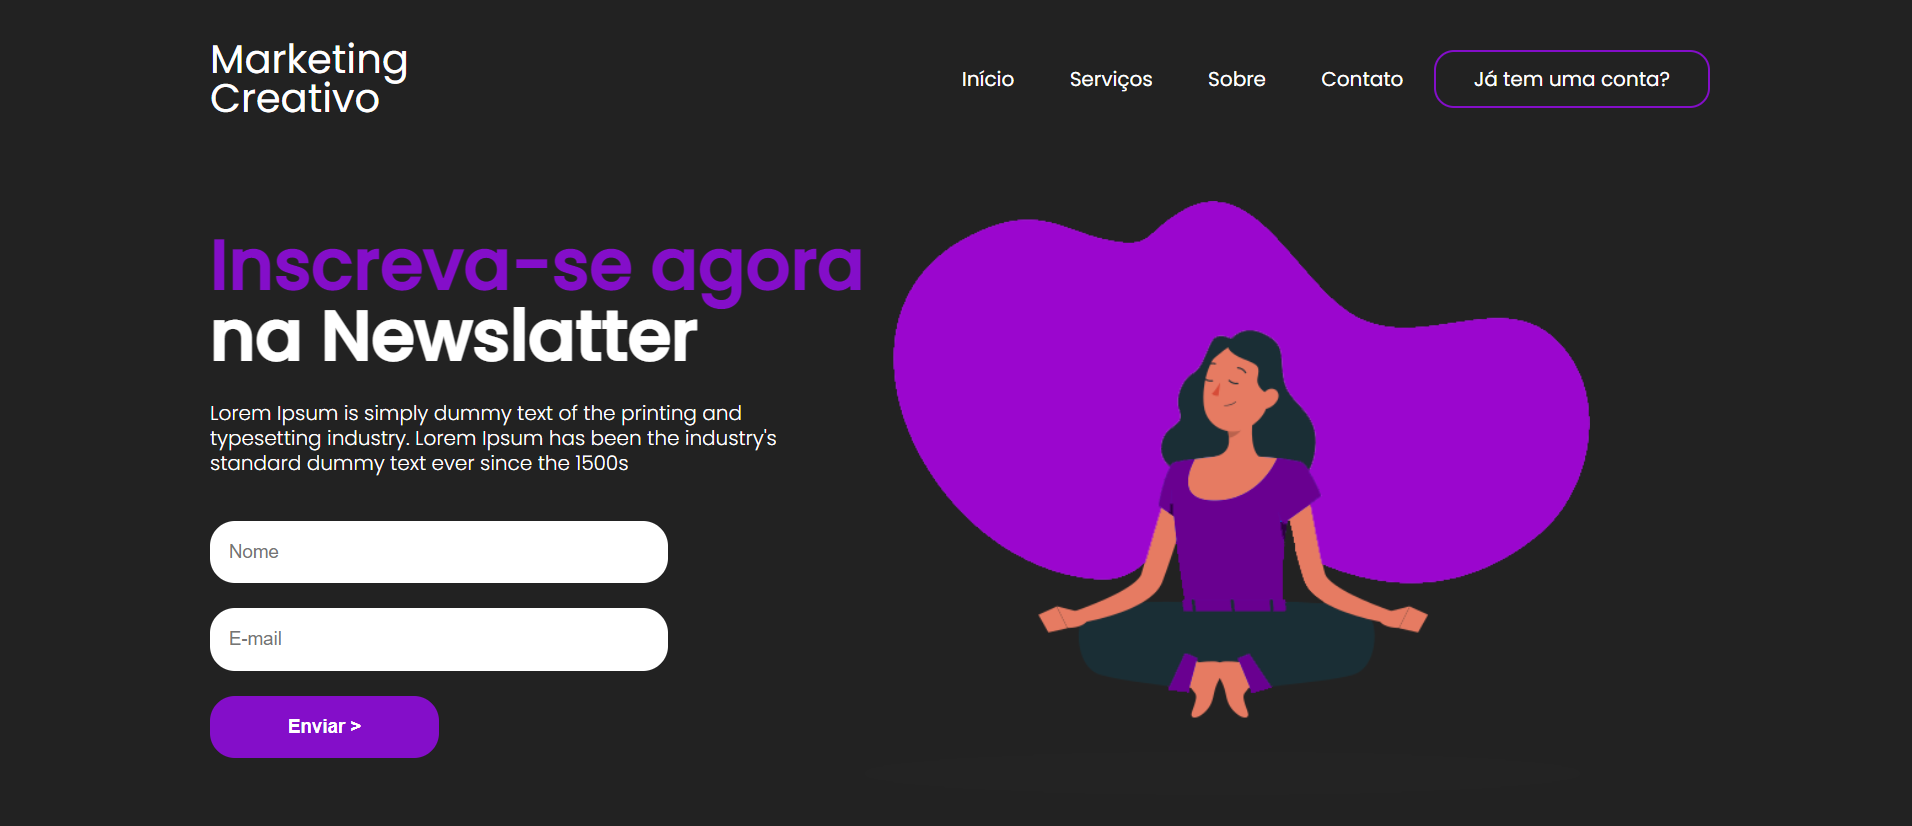 Marketing
Creativo
Início
Serviços
Sobre
Contato
Já tem uma conta?
Inscreva-se agora
na Newslatter
Lorem Ipsum is simply dummy text of the printing and
typesetting industry. Lorem Ipsum has been the industry's
standard dummy text ever since the 1500s
Nome
E-mail
Enviar >